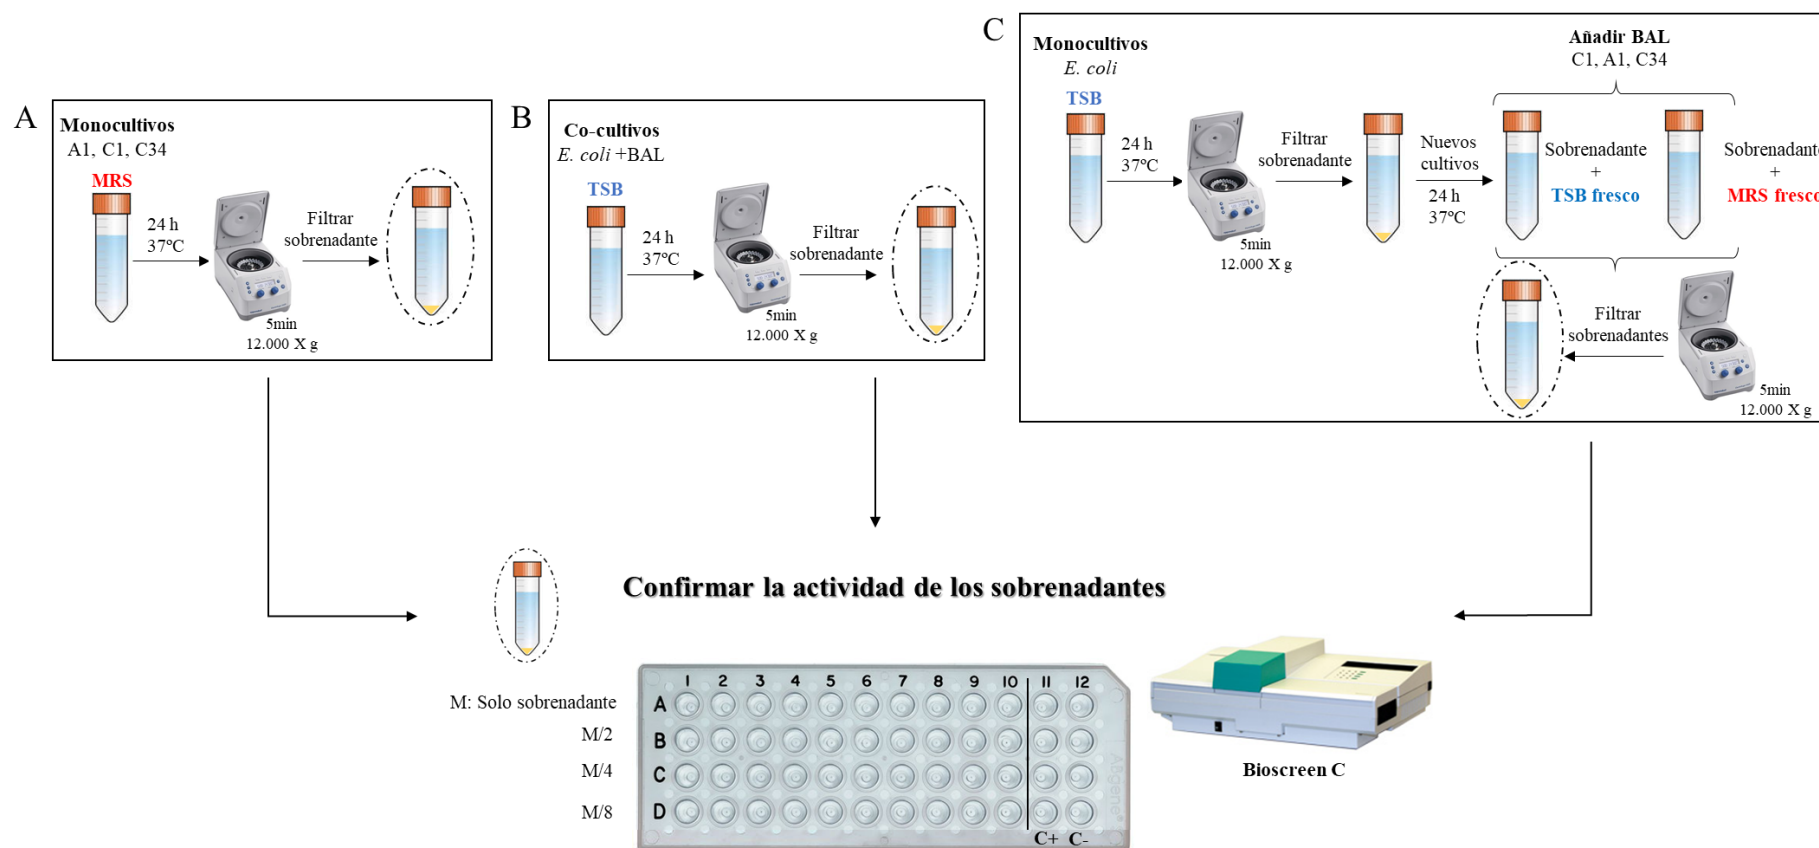 A
Monocultivos
A1, C1, C34
MRS
24 h
37ºC
Filtrar
sobrenadante
5min
12.000 X g
B
Co-cultivos
E. coli +BAL
TSB
24 h
37ºC
Filtrar
sobrenadante
5min
12.000 X g
C
Monocultivos
E. coli
TSB
24 h
37ºC
5min
12.000 X g
Filtrar
sobrenadante
Nuevos
cultivos
24 h
37ºC
Añadir BAL
C1, A1, C34
Sobrenadante
+
TSB fresco
Sobrenadante
+
MRS fresco
Filtrar
sobrenadantes
5min
12.000 X g
Confirmar la actividad de los sobrenadantes
M: Solo sobrenadante
M/2
M/4
M/8
1 2 3 4 5 6 7 8 9 10 11 12
A
B
C
D
ABgene
C+ C-
Bioscreen C